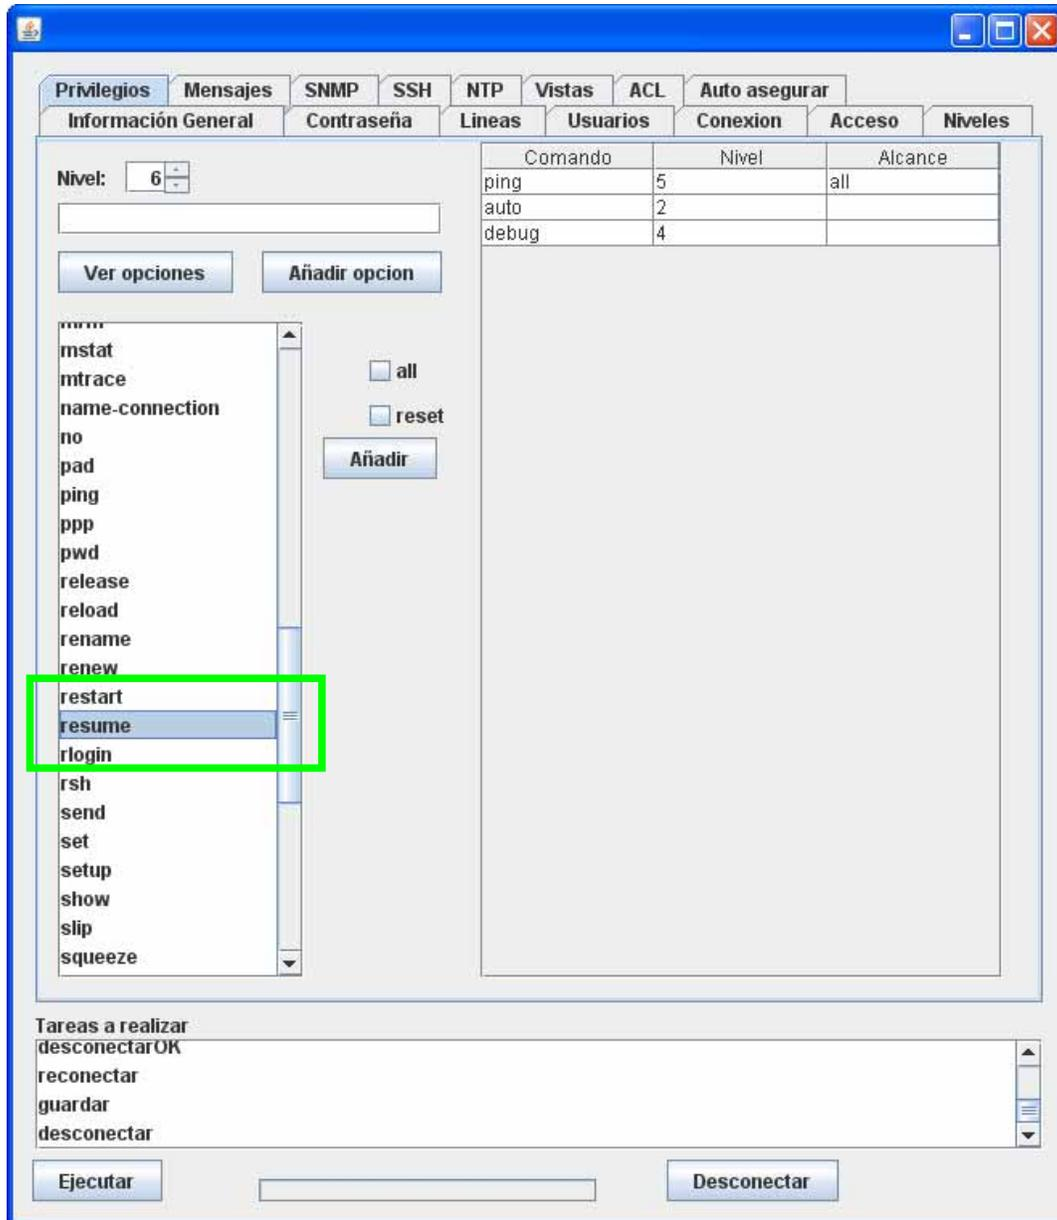 Privilegios Mensajes SNMP SSH NTP Vistas ACL Auto asegurar
Información General Contraseña Lineas Usuarios Conexion Acceso Niveles
Nivel: 6
Ver opciones Añadir opcion
mrm
mstat
mtrace
name-connection
no
pad
ping
ppp
pwd
release
reload
rename
renew
restart
resume
rlogin
rsh
send
set
setup
show
slip
squeeze
all
reset
Añadir
Comando Nivel Alcance
ping 5 all
auto 2
debug 4
Tareas a realizar
desconectarOK
reconectar
guardar
desconectar
Ejecutar Desconectar